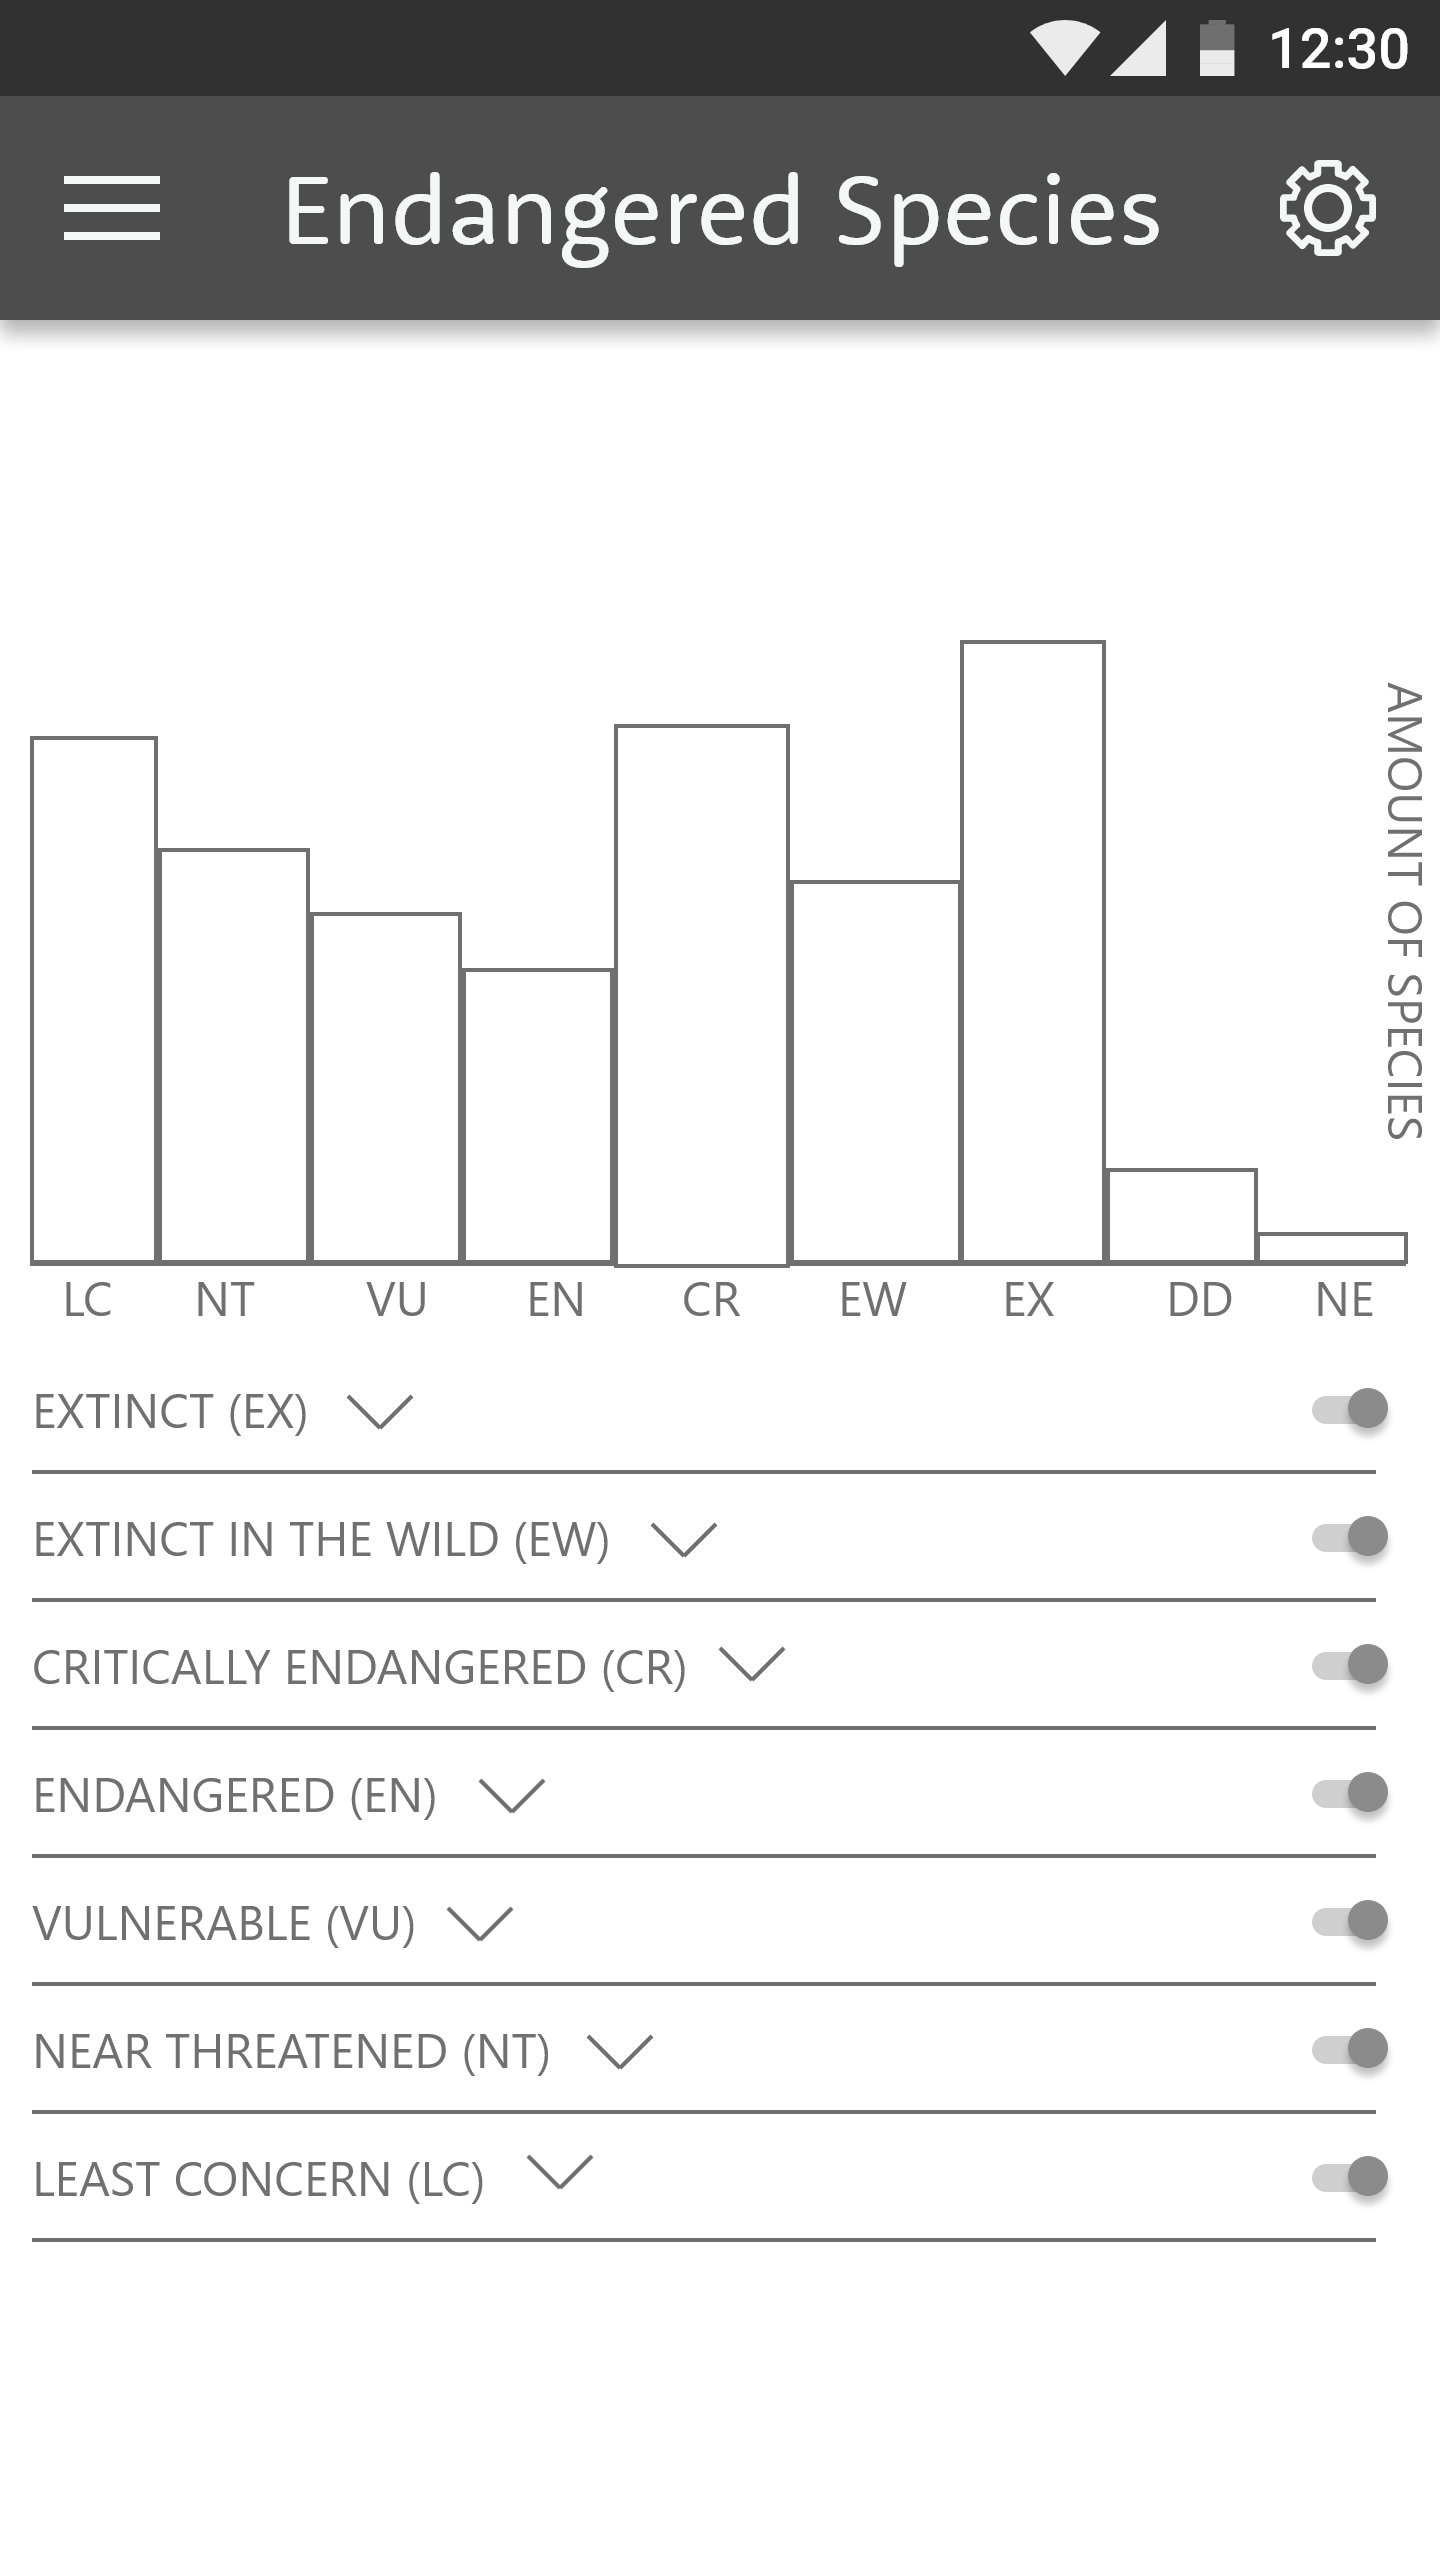 12:30
Endangered Species
AMOUNT OF SPECIES
LC NT VU EN CR EW EX DD NE
EXTINCT (EX)
EXTINCT IN THE WILD (EW)
CRITICALLY ENDANGERED (CR)
ENDANGERED (EN)
VULNERABLE (VU)
NEAR THREATENED (NT)
LEAST CONCERN (LC)